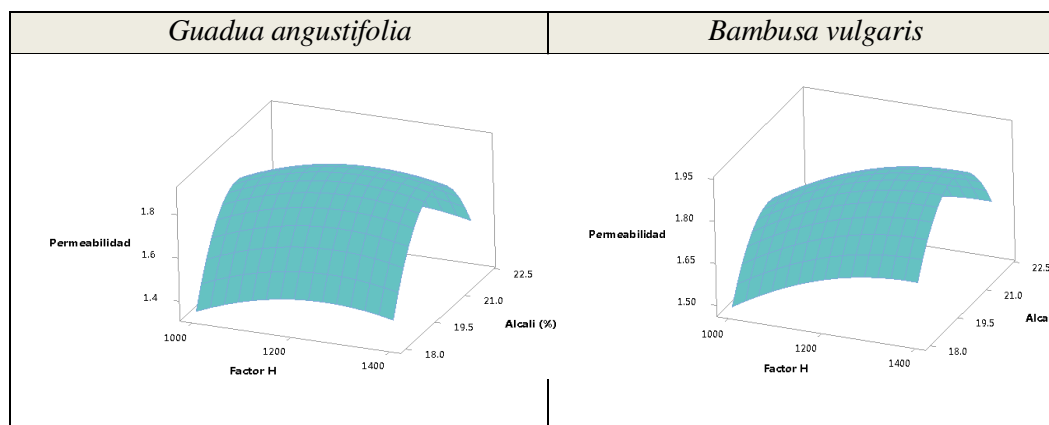 Guadua angustifolia
Bambusa vulgaris
1.8
1.6
1.4
Permeabilidad
1000
1200
1400
Factor H
18.0
19.5
21.0
22.5
Alcali (%)
1.95
1.80
1.65
1.50
Permeabilidad
1000
1200
1400
Factor H
18.0
19.5
21.0
22.5
Alca